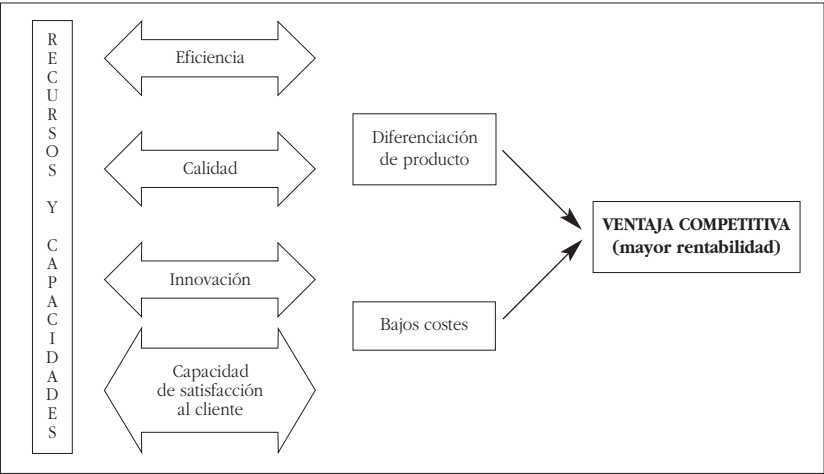 RECURSOS Y CAPACIDADES
Eficiencia
Calidad
Innovación
Capacidad
de satisfacción
al cliente
Diferenciación
de producto
Bajos costes
VENTAJA COMPETITIVA
(mayor rentabilidad)